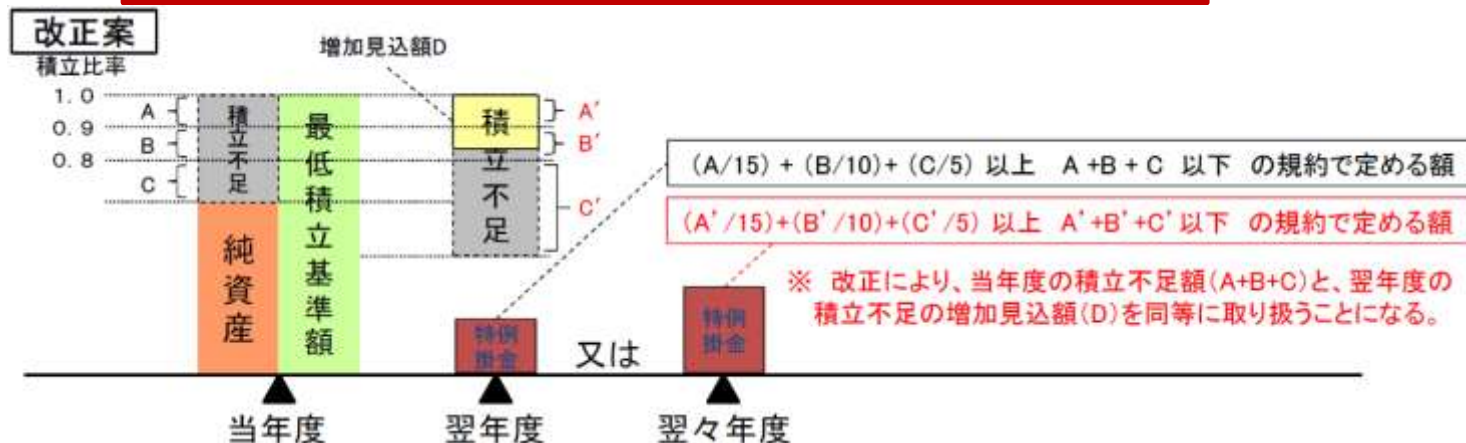 改正案
積立比率
増加見込額D
1.0
A
0.9
B
0.8
C
積立不足
最低積立基準額
純資産
積立不足
A′
B′
C′
(A/15)+(B/10)+(C/5) 以上 A+B+C 以下 の規約で定める額
(A'/15)+(B'/10)+(C'/5) 以上 A'+B'+C'以下 の規約で定める額
※ 改正により、当年度の積立不足額(A+B+C)と、翌年度の
積立不足の増加見込額(D)を同等に取り扱うことになる。
特例
掛金
又は
特例
掛金
当年度
翌年度
翌々年度